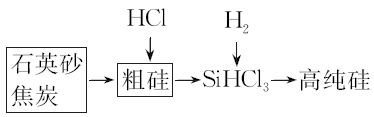 HCl H₂
石英砂
焦炭 → 粗硅 → SiHCl₃ → 高纯硅